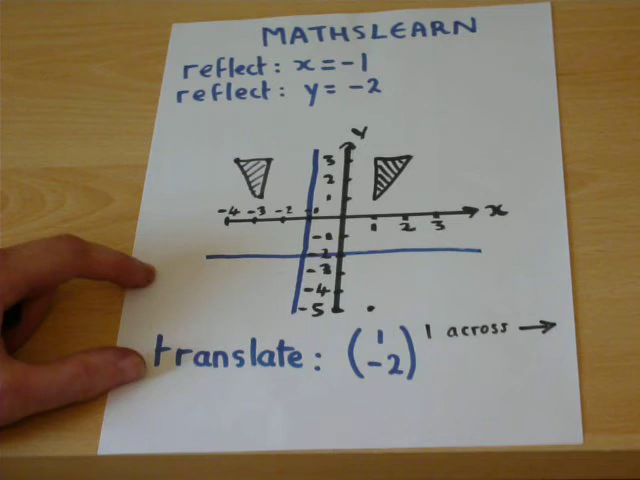 MATHSLEARN
reflect: x = -1
reflect: y = -2
Y
3
2
1
-4 -3 -2 x
1 2 3
-1
-2
-3
-4
-5
translate: (1 -2) 1 across →